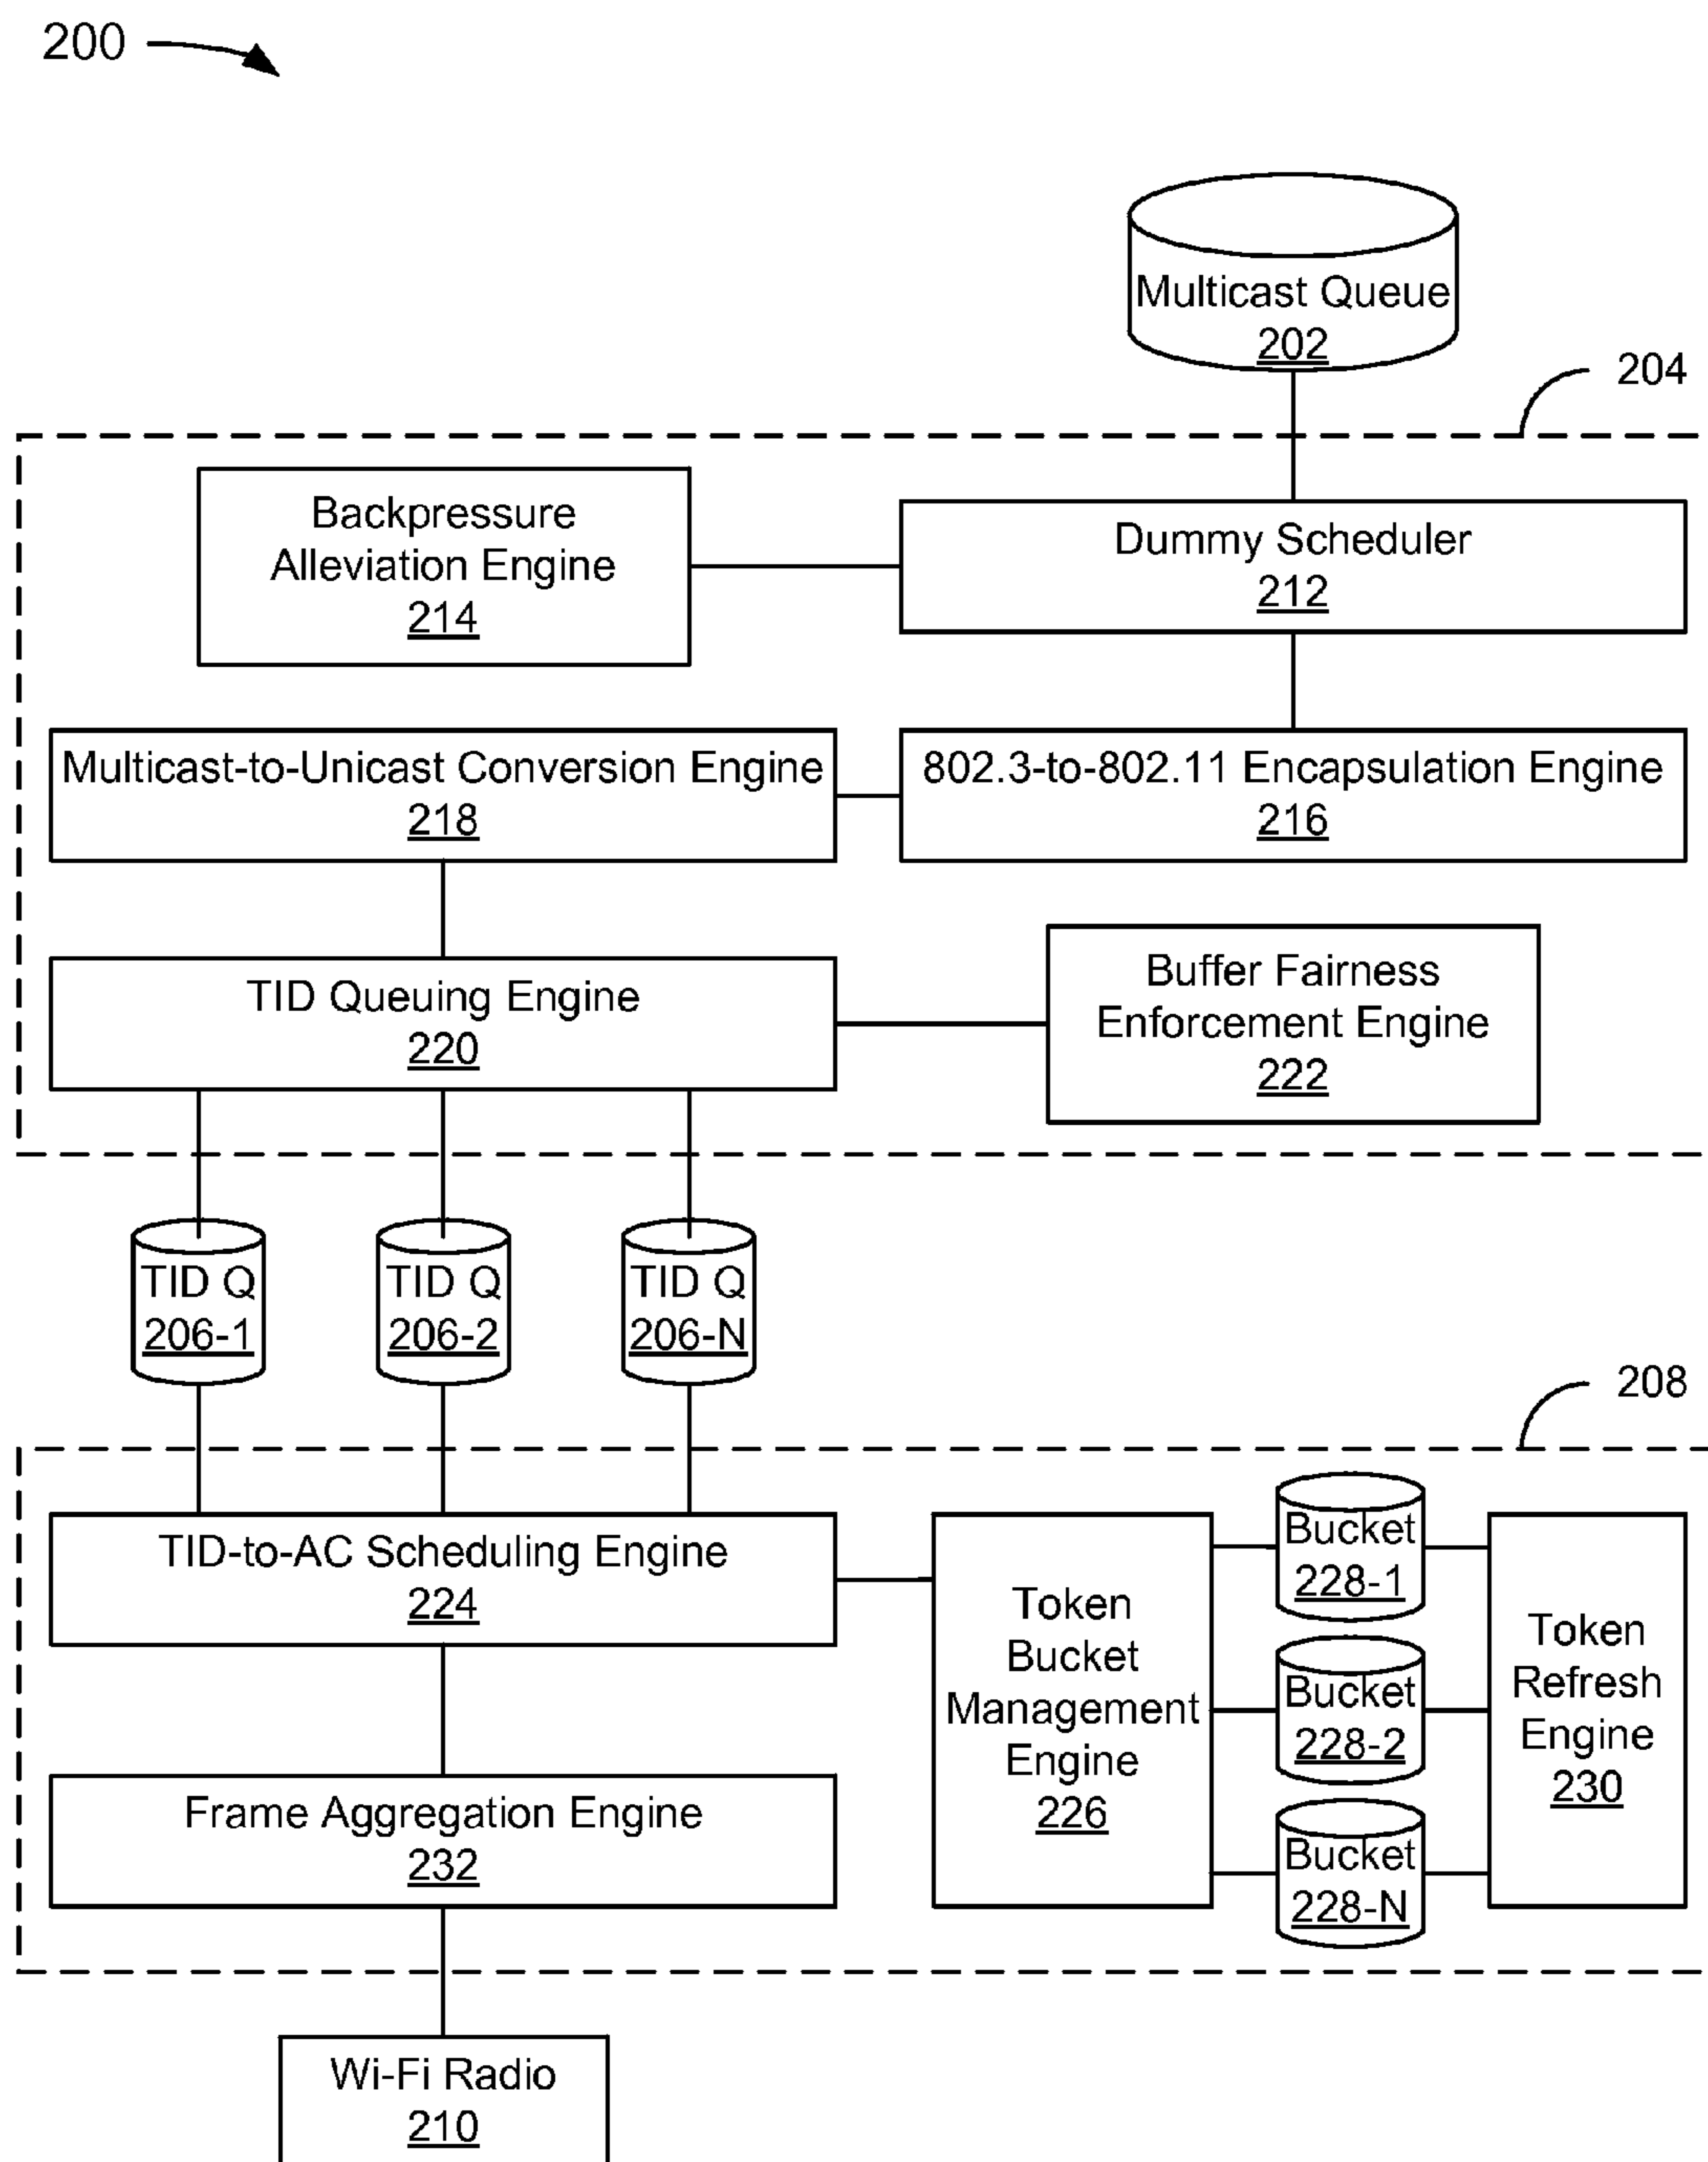 200
Multicast Queue
202
204
Backpressure
Alleviation Engine
214
Dummy Scheduler
212
Multicast-to-Unicast Conversion Engine
218
802.3-to-802.11 Encapsulation Engine
216
TID Queuing Engine
220
Buffer Fairness
Enforcement Engine
222
TID Q
206-1
TID Q
206-2
TID Q
206-N
208
TID-to-AC Scheduling Engine
224
Token
Bucket
Management
Engine
226
Bucket
228-1
Bucket
228-2
Bucket
228-N
Token
Refresh
Engine
230
Frame Aggregation Engine
232
Wi-Fi Radio
210